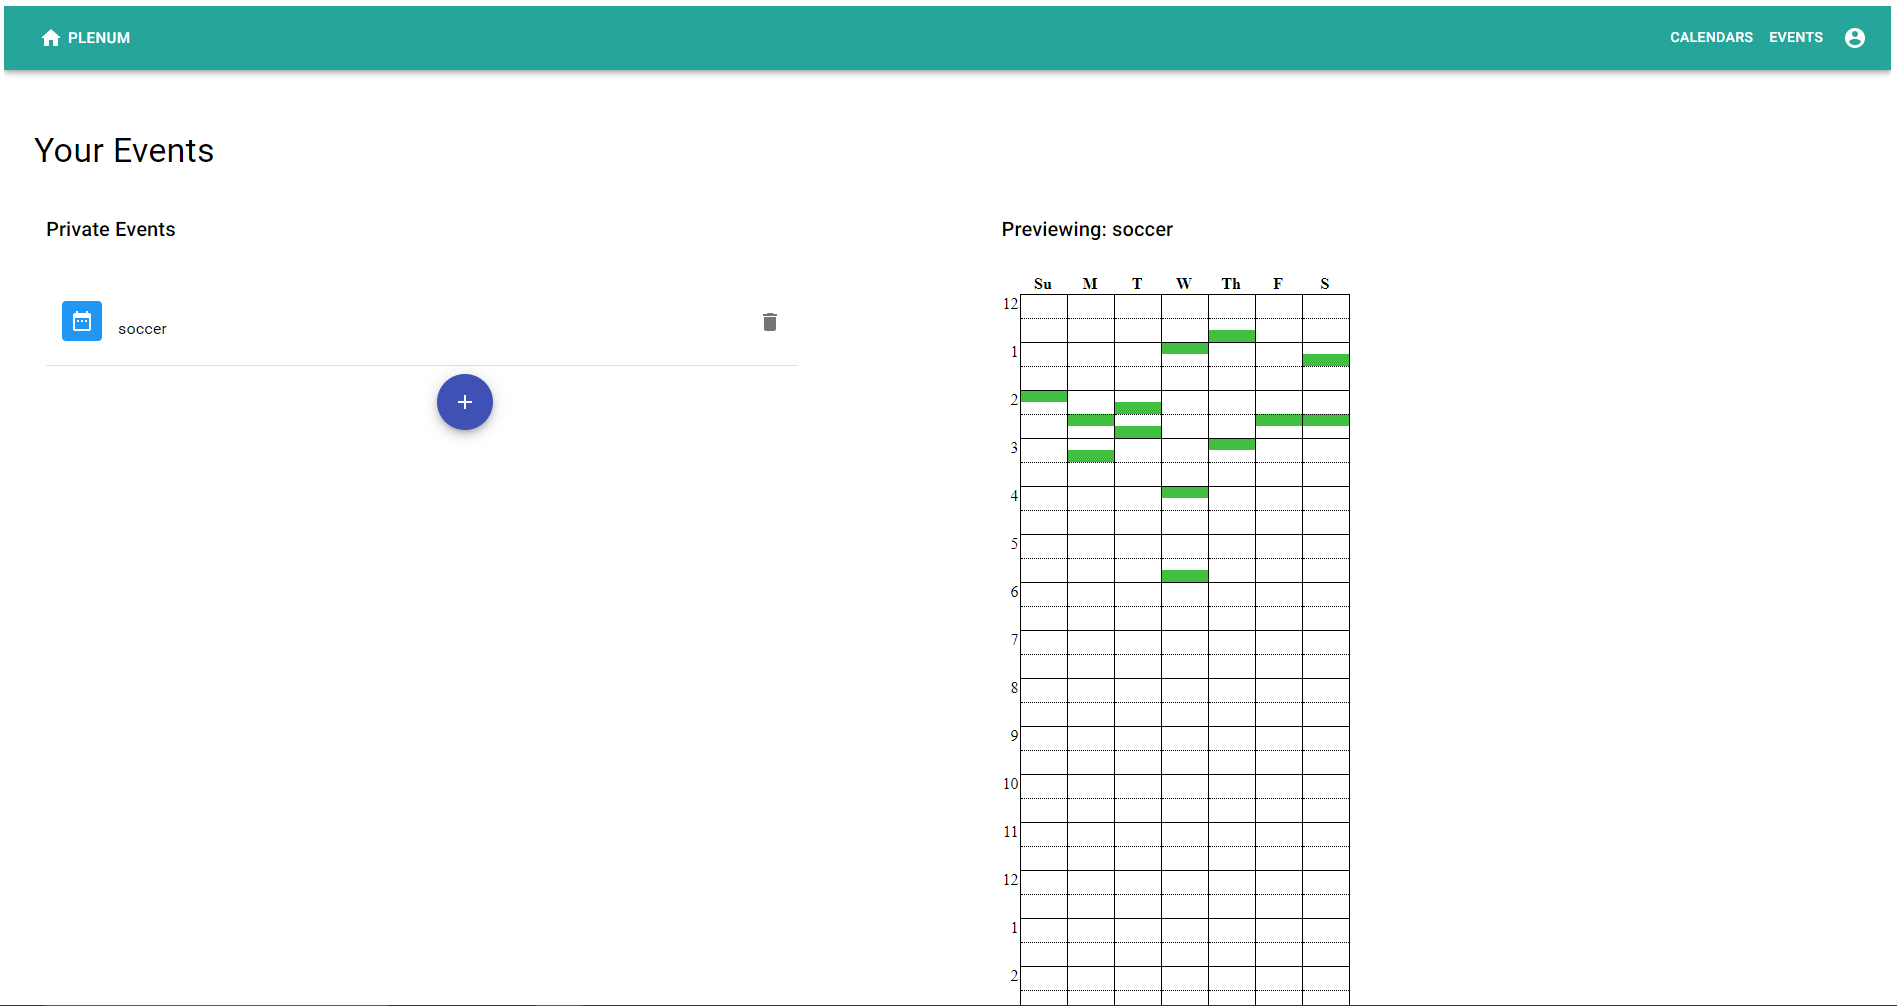 PLENUM
CALENDARS EVENTS
Your Events
Private Events
soccer
Previewing: soccer
Su M T W Th F S
12
1
2
3
4
5
6
7
8
9
10
11
12
1
2